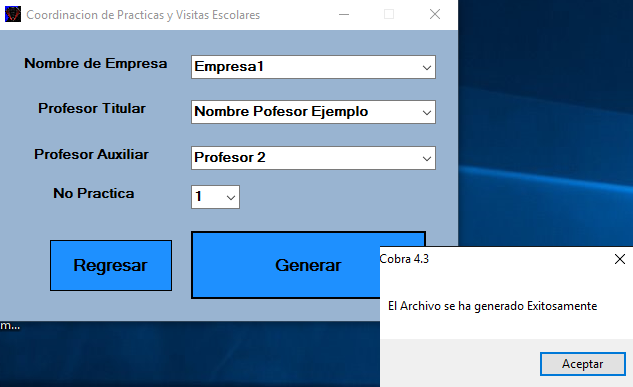 Coordinacion de Practicas y Visitas Escolares
Nombre de Empresa
Empresa1
Profesor Titular
Nombre Pofesor Ejemplo
Profesor Auxiliar
Profesor 2
No Practica
1
Regresar
Generar
Cobra 4.3
El Archivo se ha generado Exitosamente
Aceptar
m...